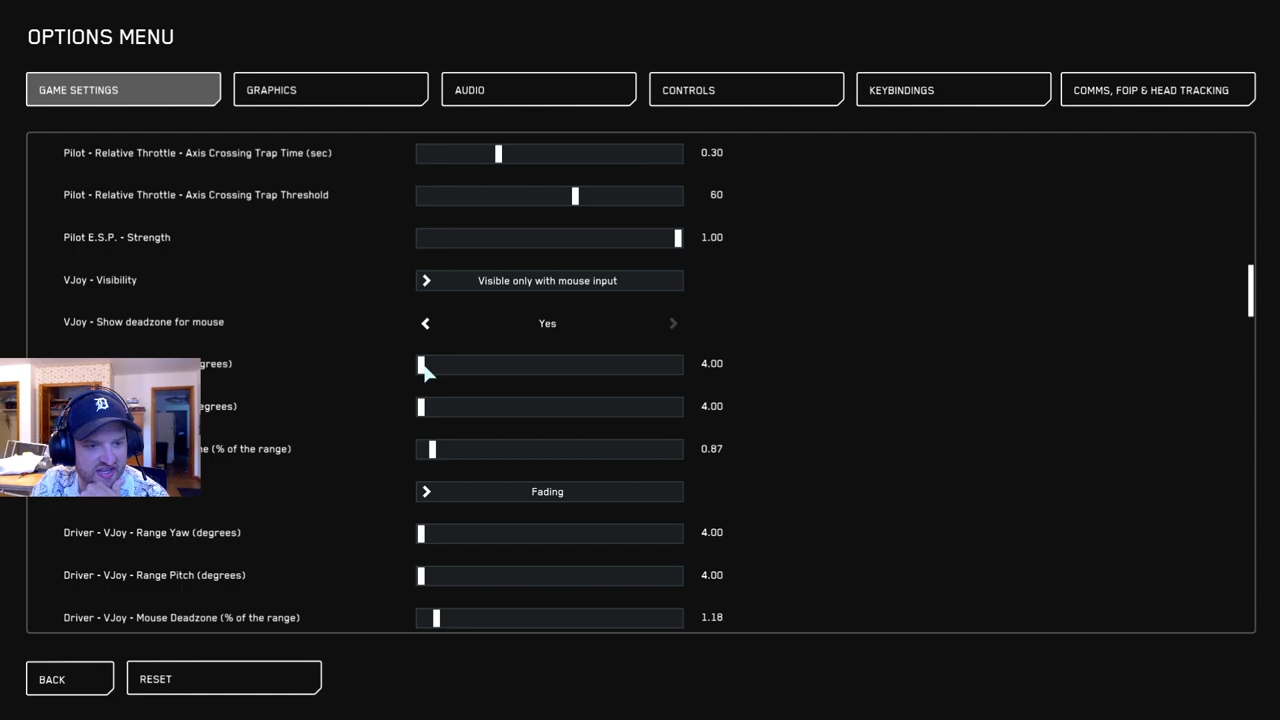 OPTIONS MENU
GAME SETTINGS GRAPHICS AUDIO CONTROLS KEYBINDINGS COMMS, FOIP & HEAD TRACKING
Pilot - Relative Throttle - Axis Crossing Trap Time (sec) 0.30
Pilot - Relative Throttle - Axis Crossing Trap Threshold 60
Pilot E.S.P. - Strength 1.00
VJoy - Visibility Visible only with mouse input
VJoy - Show deadzone for mouse Yes
grees) 4.00
egrees) 4.00
ne (% of the range) 0.87
Fading
Driver - VJoy - Range Yaw (degrees) 4.00
Driver - VJoy - Range Pitch (degrees) 4.00
Driver - VJoy - Mouse Deadzone (% of the range) 1.18
BACK RESET